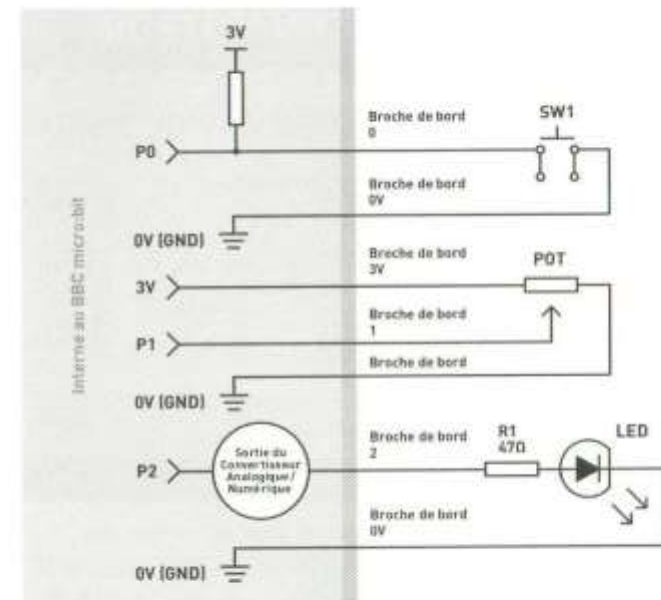 3V
Broche de bord
0
SW1
P0
Broche de bord
0V
0V (GND)
Interne au BBC micro:bit
Broche de bord
3V
POT
3V
Broche de bord
1
P1
Broche de bord
0V (GND)
Broche de bord
2
R1
47Ω
LED
P2
Sortie du
Convertisseur
Analogique/
Numérique
Broche de bord
0V
0V (GND)